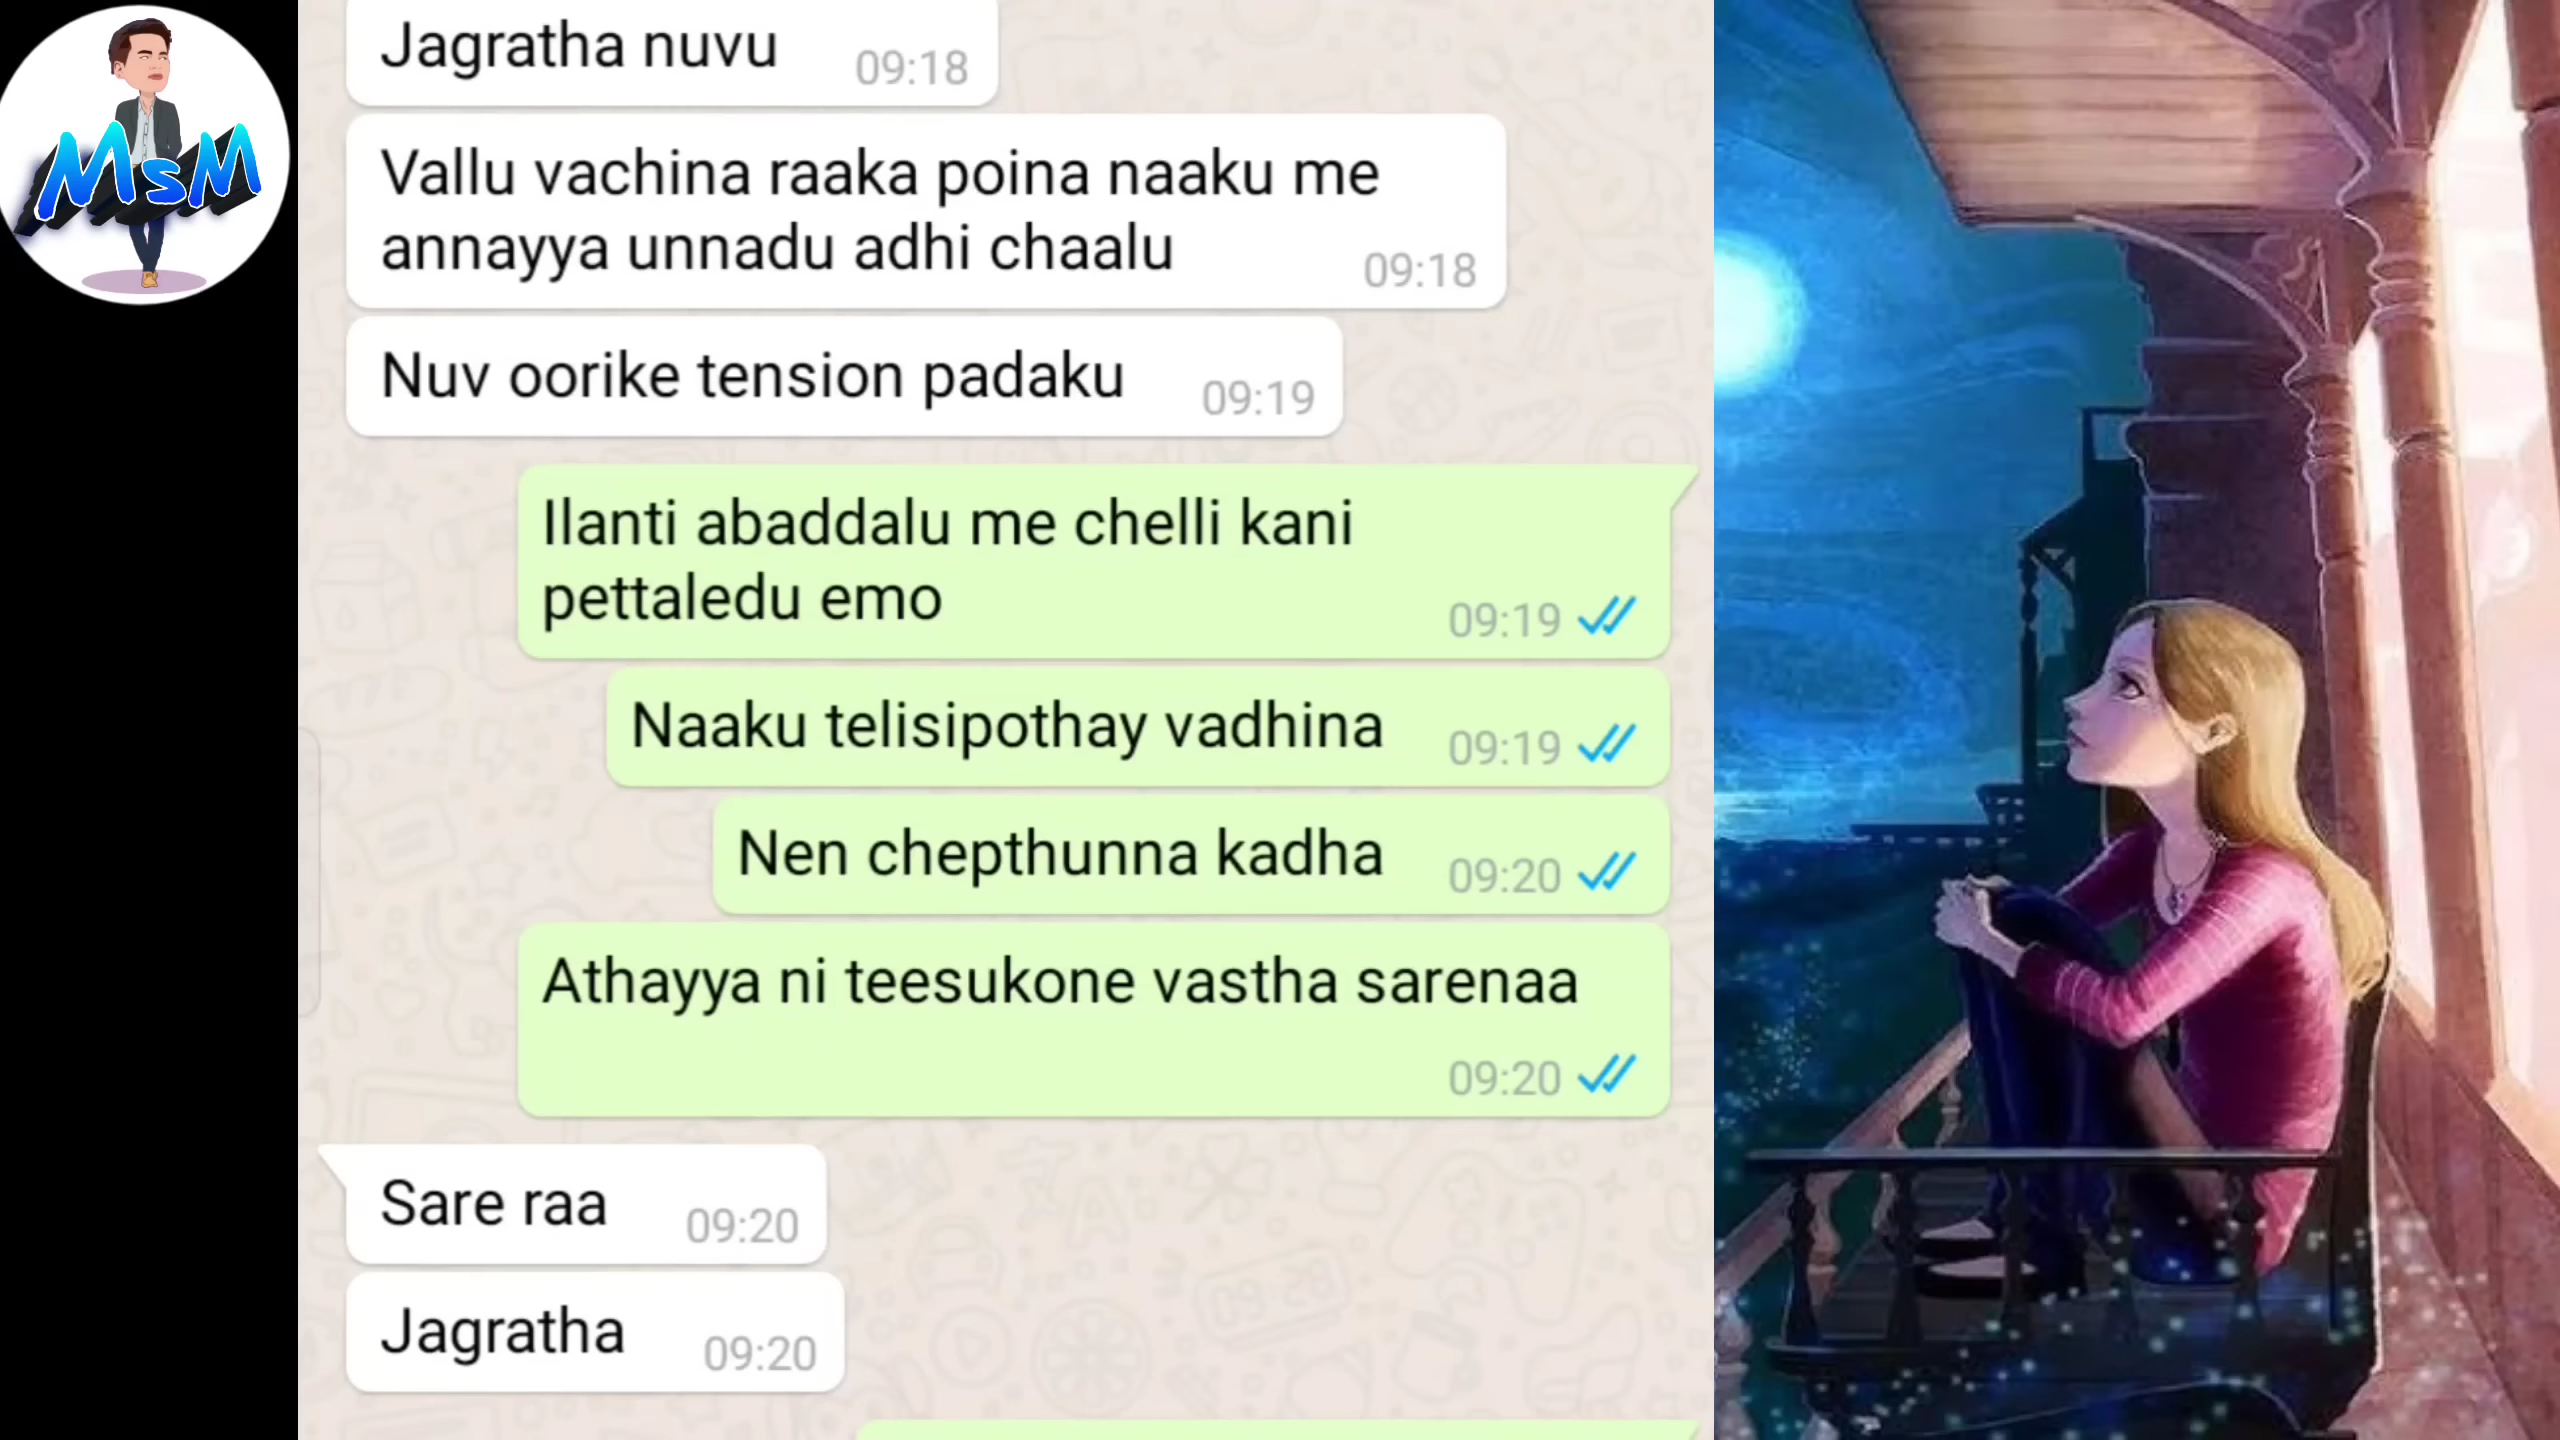 MsM
Jagratha nuvu
09:18
Vallu vachina raaka poina naaku me
annayya unnadu adhi chaalu
09:18
Nuv oorike tension padaku
09:19
Ilanti abaddalu me chelli kani
pettaledu emo
09:19
Naaku telisipothay vadhina
09:19
Nen chepthunna kadha
09:20
Athayya ni teesukone vastha sarenaa
09:20
Sare raa
09:20
Jagratha
09:20